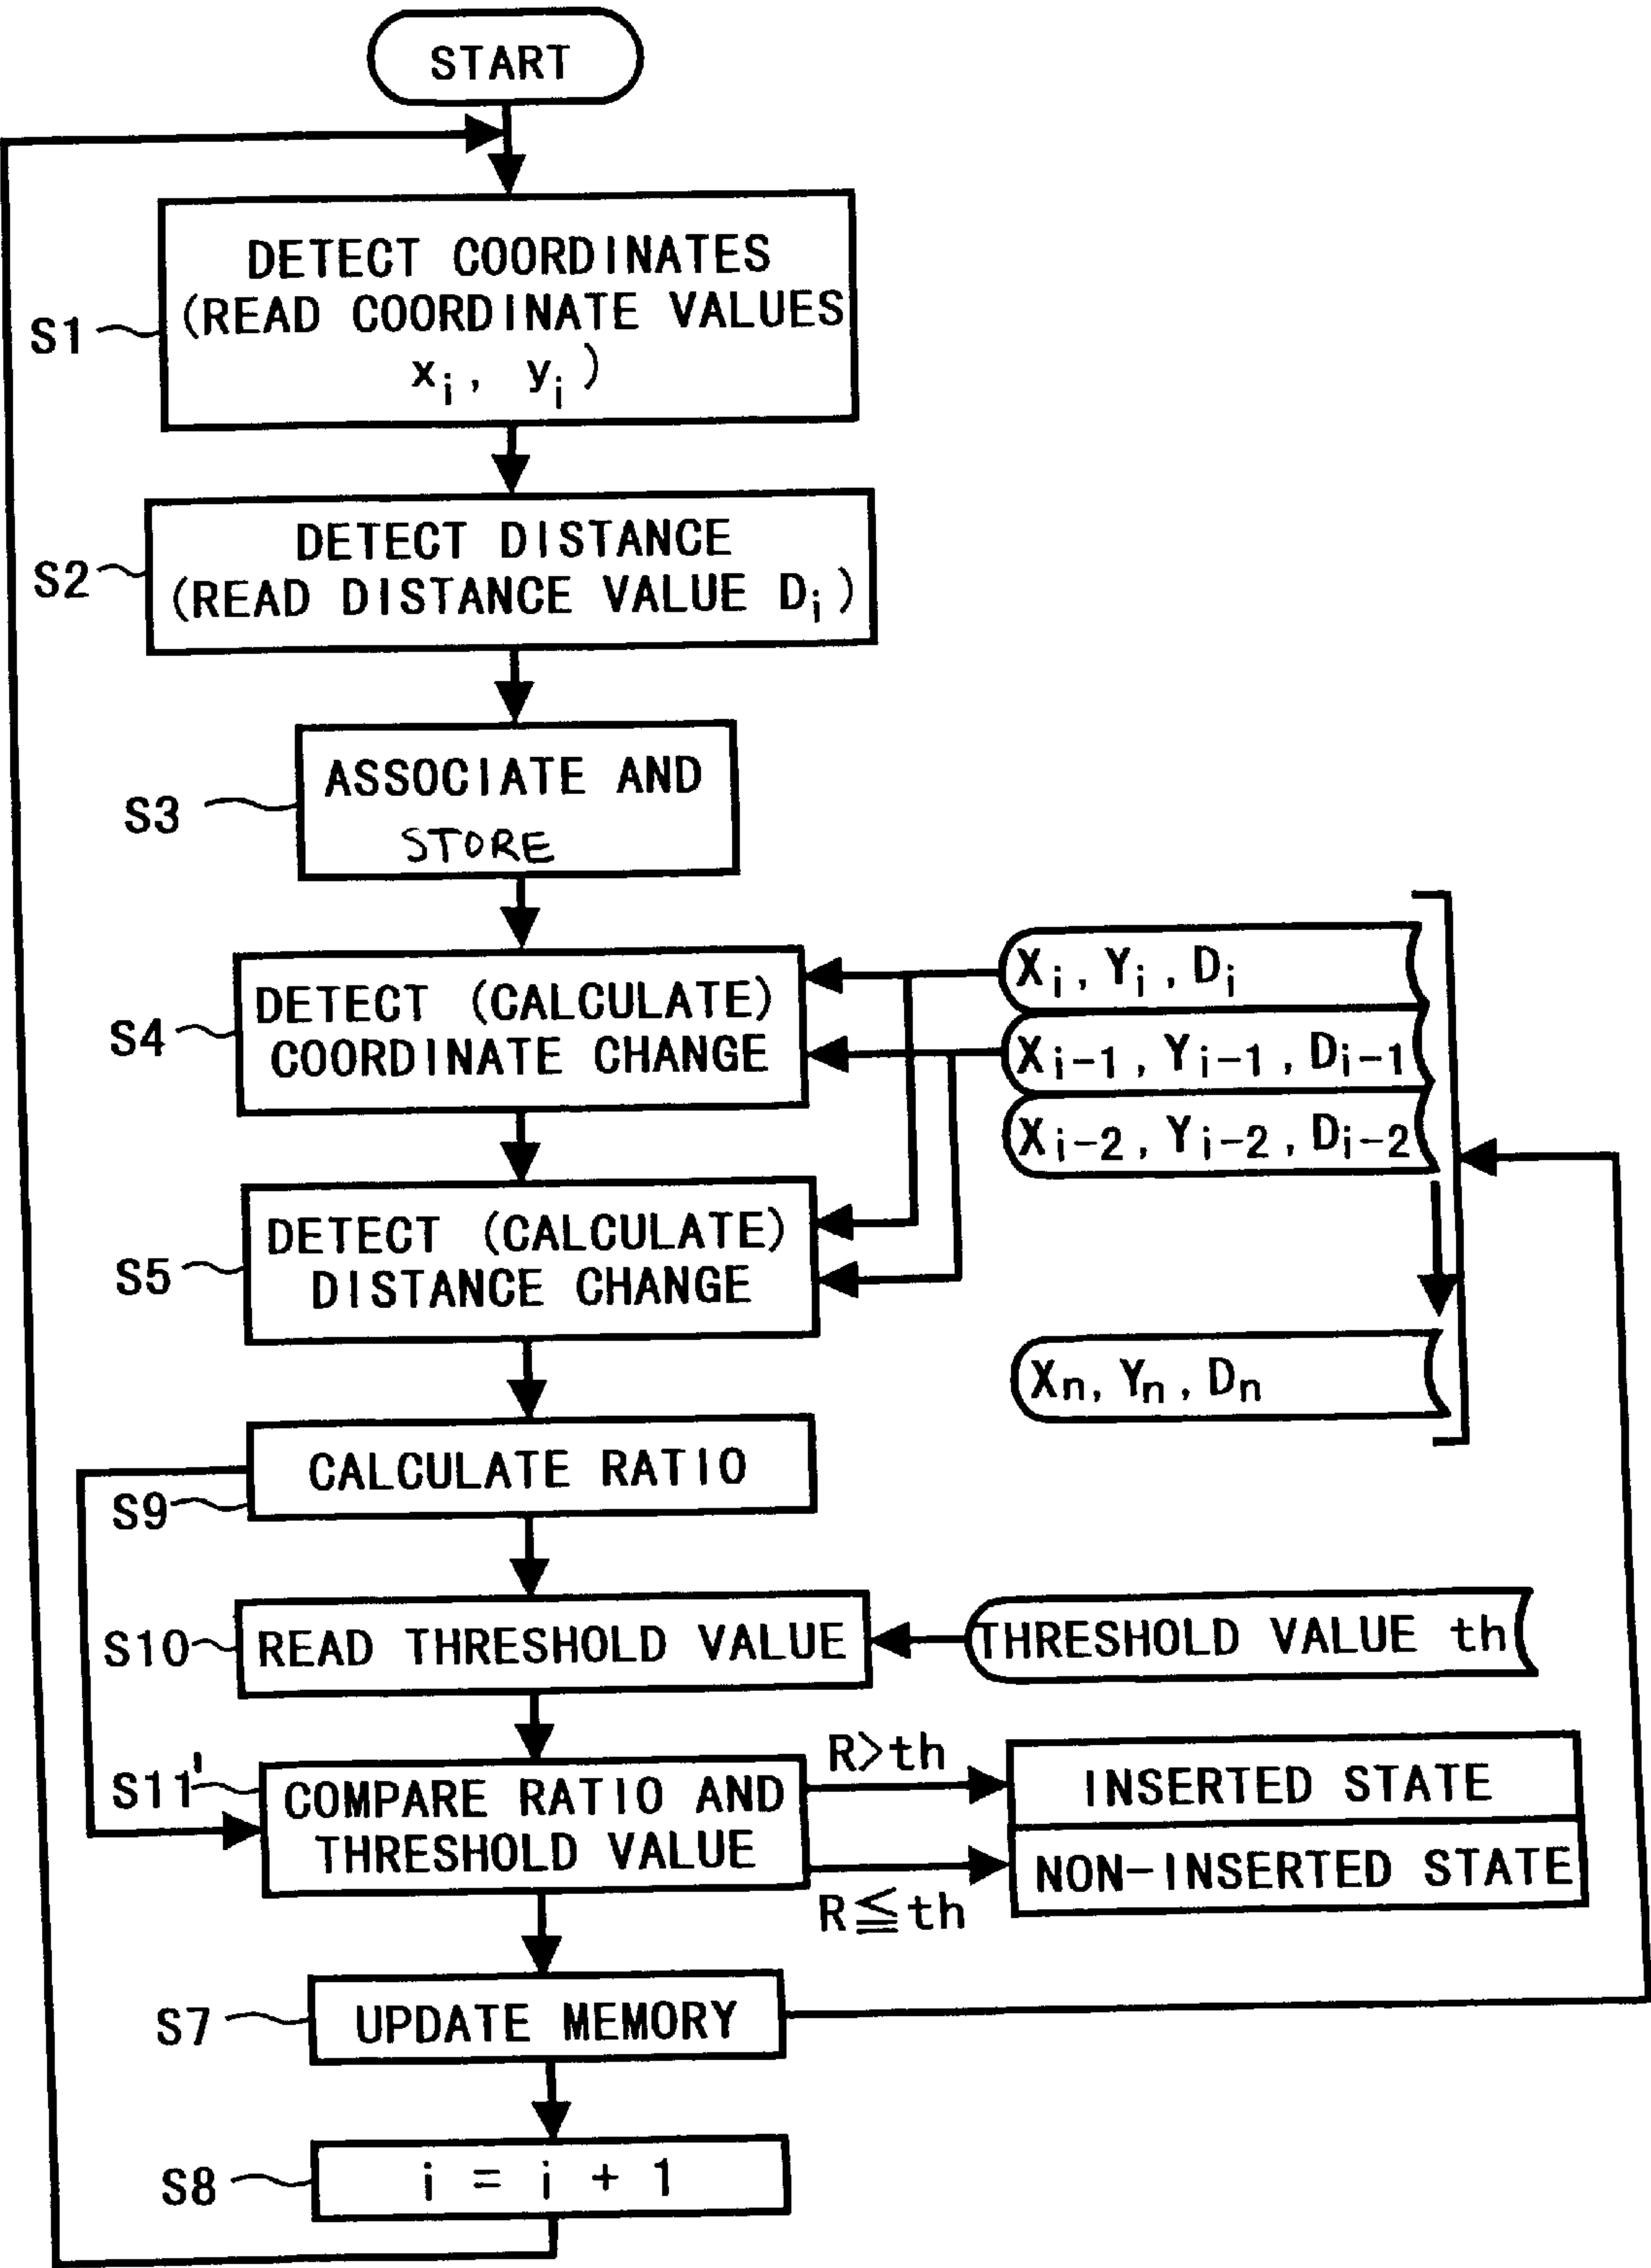 START
DETECT COORDINATES
(READ COORDINATE VALUES
xi, yi)
S1
DETECT DISTANCE
(READ DISTANCE VALUE Di)
S2
ASSOCIATE AND
STORE
S3
DETECT (CALCULATE)
COORDINATE CHANGE
S4
Xi, Yi, Di
Xi-1, Yi-1, Di-1
Xi-2, Yi-2, Di-2
DETECT (CALCULATE)
DISTANCE CHANGE
S5
Xn, Yn, Dn
CALCULATE RATIO
S9
READ THRESHOLD VALUE
S10
THRESHOLD VALUE th
COMPARE RATIO AND
THRESHOLD VALUE
S11'
R>th
INSERTED STATE
NON-INSERTED STATE
R≦th
UPDATE MEMORY
S7
i = i + 1
S8